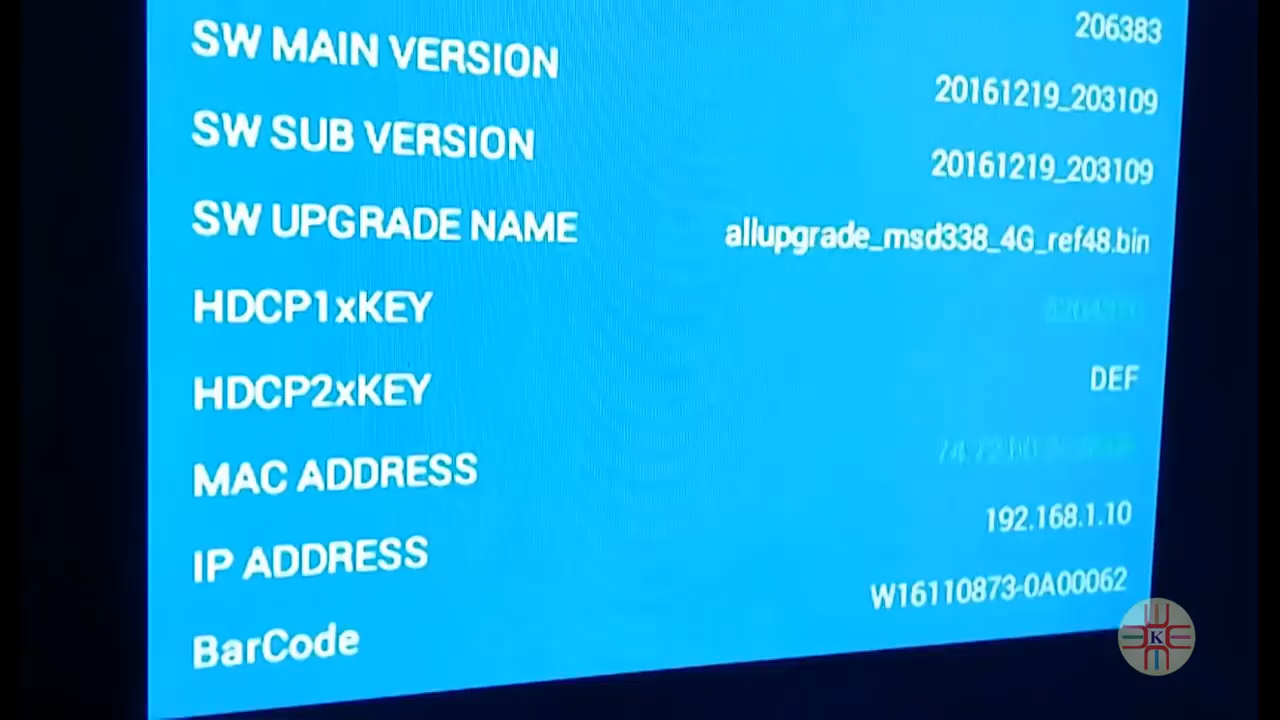 206383
SW MAIN VERSION 20161219_203109
SW SUB VERSION 20161219_203109
SW UPGRADE NAME allupgrade_msd338_4G_ref48.bin
HDCP1xKEY
HDCP2xKEY DEF
MAC ADDRESS
IP ADDRESS 192.168.1.10
BarCode W16110873-0A00062
K